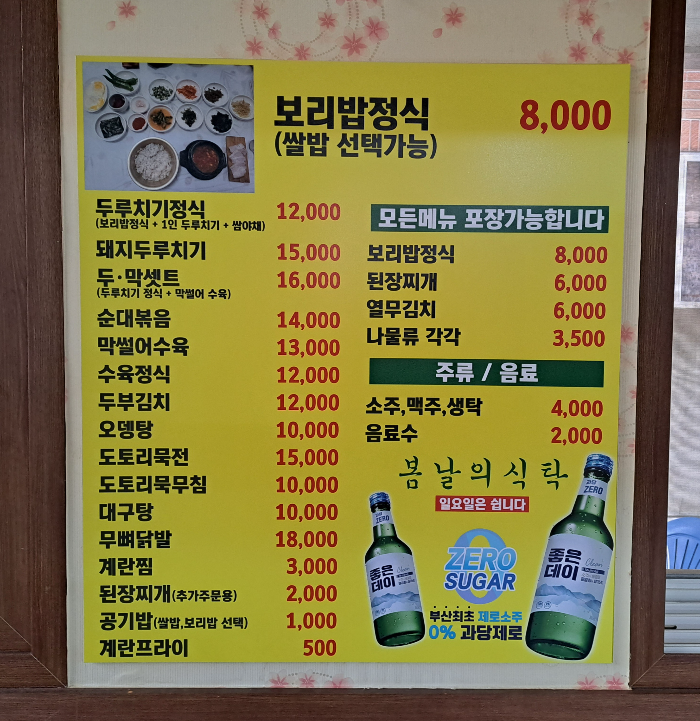 보리밥정식 8,000
(쌀밥 선택가능)
두루치기정식 12,000
(보리밥정식 + 1인 두루치기 + 쌈야채)
돼지두루치기 15,000
두·막셋트 16,000
(두루치기 정식 + 막썰어 수육)
순대볶음 14,000
막썰어수육 13,000
수육정식 12,000
두부김치 12,000
오뎅탕 10,000
도토리묵전 15,000
도토리묵무침 10,000
대구탕 10,000
무뼈닭발 18,000
계란찜 3,000
된장찌개(추가주문용) 2,000
공기밥(쌀밥,보리밥 선택) 1,000
계란프라이 500
모든메뉴 포장가능합니다
보리밥정식 8,000
된장찌개 6,000
열무김치 6,000
나물류 각각 3,500
주류 / 음료
소주,맥주,생탁 4,000
음료수 2,000
봄날의식탁
일요일은 쉽니다
ZERO
좋은
데이
0
ZERO
SUGAR
부산최초 제로소주
0% 과당제로
ZERO
좋은
데이